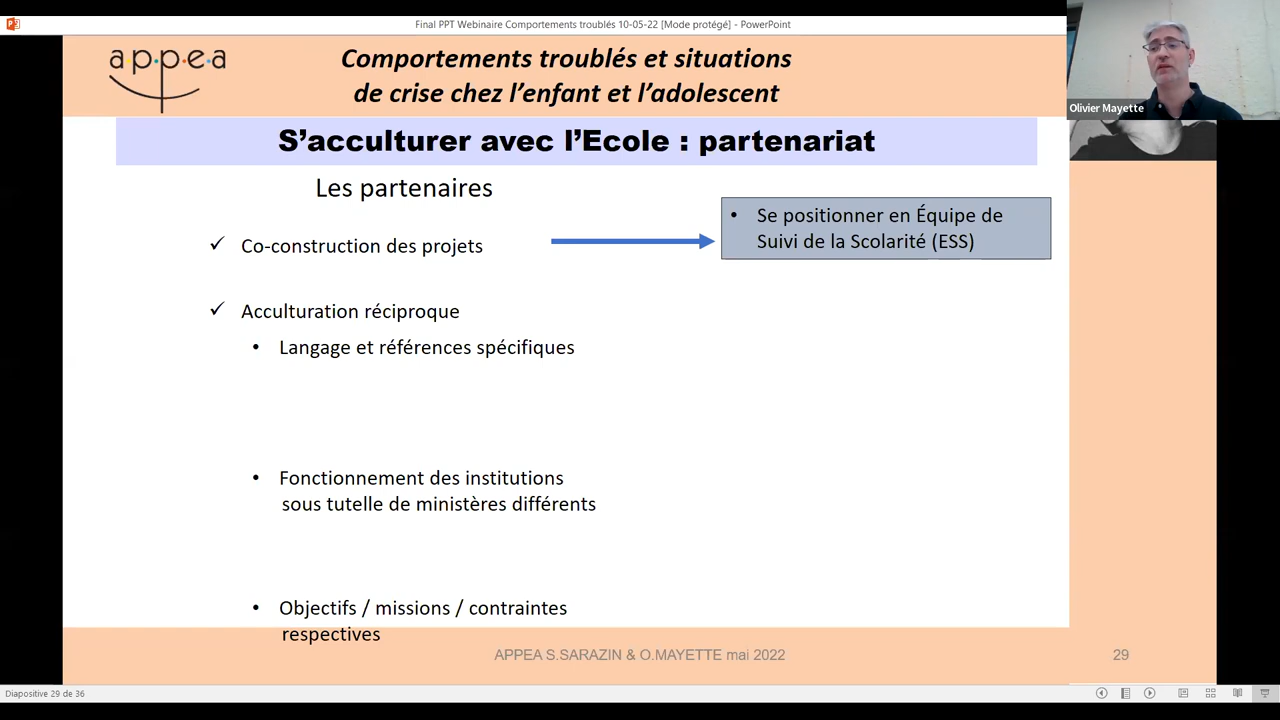 Final PPT Webinaire Comportements troublés 10-05-22 [Mode protégé] - PowerPoint
appea
Comportements troublés et situations
de crise chez l’enfant et l’adolescent
Olivier Mayette
S’acculturer avec l’Ecole : partenariat
Les partenaires
• Se positionner en Équipe de
Suivi de la Scolarité (ESS)
✓ Co-construction des projets
✓ Acculturation réciproque
• Langage et références spécifiques
• Fonctionnement des institutions
sous tutelle de ministères différents
• Objectifs / missions / contraintes
respectives
APPEA S.SARAZIN & O.MAYETTE mai 2022
29
Diapositive 29 de 36